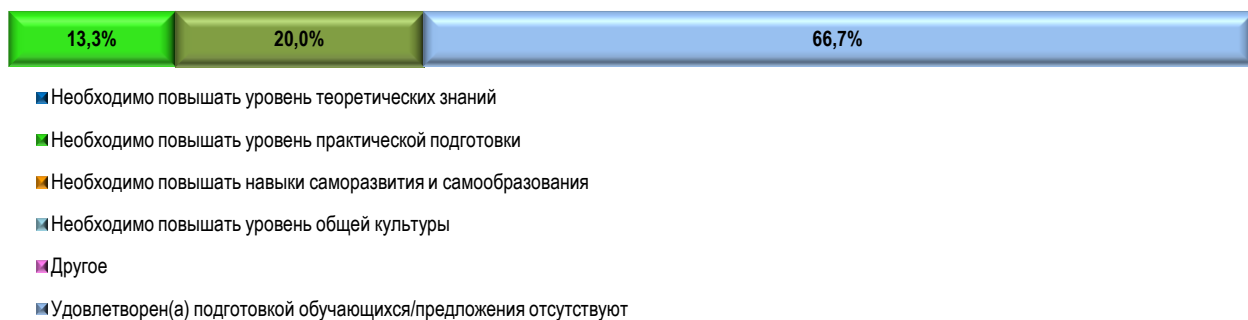 13,3% 20,0% 66,7%
Необходимо повышать уровень теоретических знаний
Необходимо повышать уровень практической подготовки
Необходимо повышать навыки саморазвития и самообразования
Необходимо повышать уровень общей культуры
Другое
Удовлетворен(а) подготовкой обучающихся/предложения отсутствуют